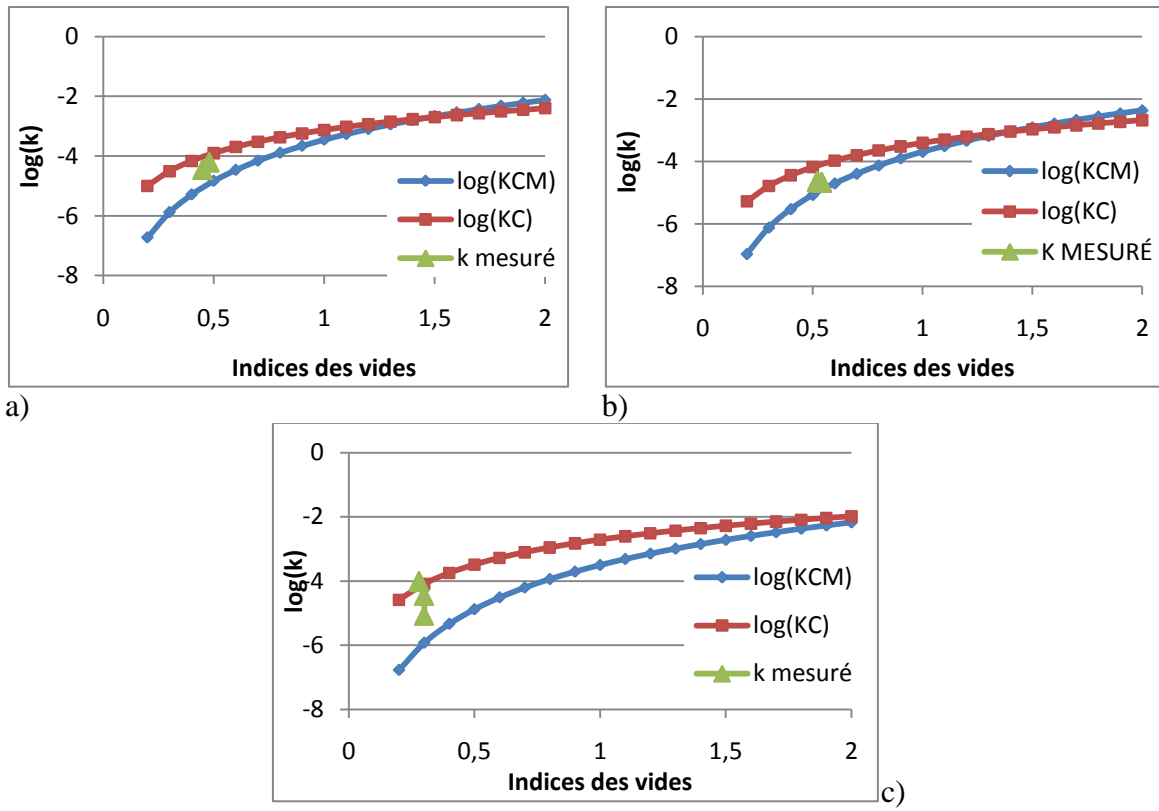 0
-2
-4
-6
-8
log(k)
0
0,5
1
1,5
2
Indices des vides
log(KCM)
log(KC)
k mesuré
a)
0
-2
-4
-6
-8
log(k)
0
0,5
1
1,5
2
Indices des vides
log(KCM)
log(KC)
K MESURÉ
b)
0
-2
-4
-6
-8
log(k)
0
0,5
1
1,5
2
Indices des vides
log(KCM)
log(KC)
k mesuré
c)